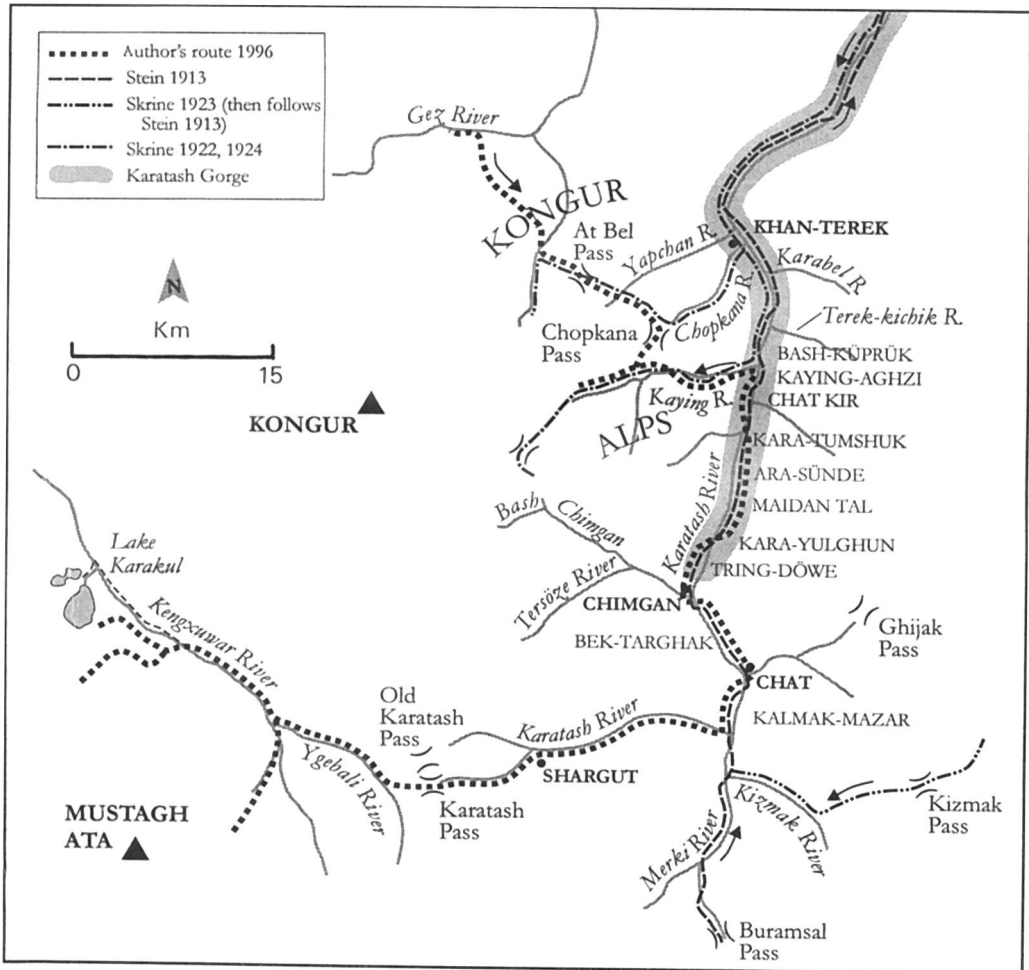 Author's route 1996
Stein 1913
Skrine 1923 (then follows
Stein 1913)
Skrine 1922, 1924
Karatash Gorge
Gez River
KONGUR
At Bel
Pass
Yapchan R.
KHAN-TEREK
Karabel R
N
Km
0 15
Chopkana
Pass
Chopkana R.
Terek-kichik R.
BASH-KÜPRÜK
KAYING-AGHZI
CHAT KIR
Kaying R.
ALPS
KONGUR
KARA-TUMSHUK
ARA-SÜNDE
MAIDAN TAL
Karatash River
KARA-YULGHUN
TRING-DÖWE
Bash Chimgan
Tersöze River
CHIMGAN
Lake
Karakul
Kengxuwar River
BEK-TARGHAK
Ghijak
Pass
CHAT
KALMAK-MAZAR
Old
Karatash
Pass
Karatash River
SHARGUT
Ygebali River
Karatash
Pass
MUSTAGH
ATA
Kizmak River
Kizmak
Pass
Merki River
Buramsal
Pass